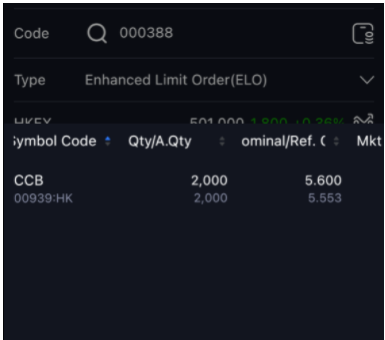 Code 000388
Type Enhanced Limit Order(ELO)
HKEX 501.000 1.800 +0.36%
Symbol Code Qty/A.Qty ominal/Ref. C Mkt
CCB 2,000 5.600
00939:HK 2,000 5.553